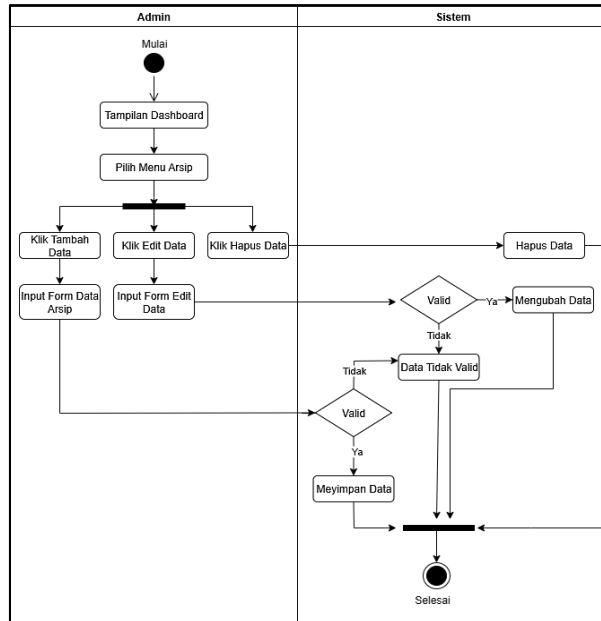 Admin
Sistem
Mulai
Tampilan Dashboard
Pilih Menu Arsip
Klik Tambah
Data
Klik Edit Data
Klik Hapus Data
Hapus Data
Input Form Data
Arsip
Input Form Edit
Data
Valid
Ya
Mengubah Data
Tidak
Data Tidak Valid
Tidak
Valid
Ya
Meyimpan Data
Selesai